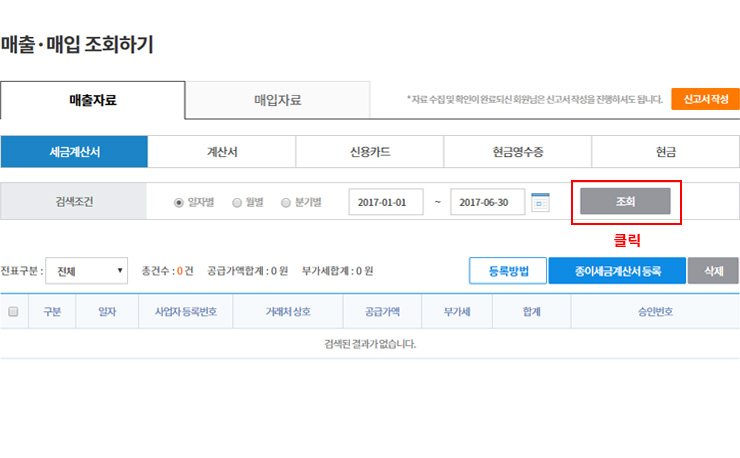 매출·매입 조회하기
매출자료 매입자료 * 자료 수집 및 확인이 완료되신 회원님은 신고서 작성을 진행하셔도 됩니다. 신고서 작성
세금계산서 계산서 신용카드 현금영수증 현금
검색조건 일자별 월별 분기별 2017-01-01 ~ 2017-06-30 조회
클릭
전표구분 : 전체 총건수 : 0 건 공급가액합계 : 0 원 부가세합계 : 0 원 등록방법 종이세금계산서 등록 삭제
구분 일자 사업자 등록번호 거래처 상호 공급가액 부가세 합계 승인번호
검색된 결과가 없습니다.